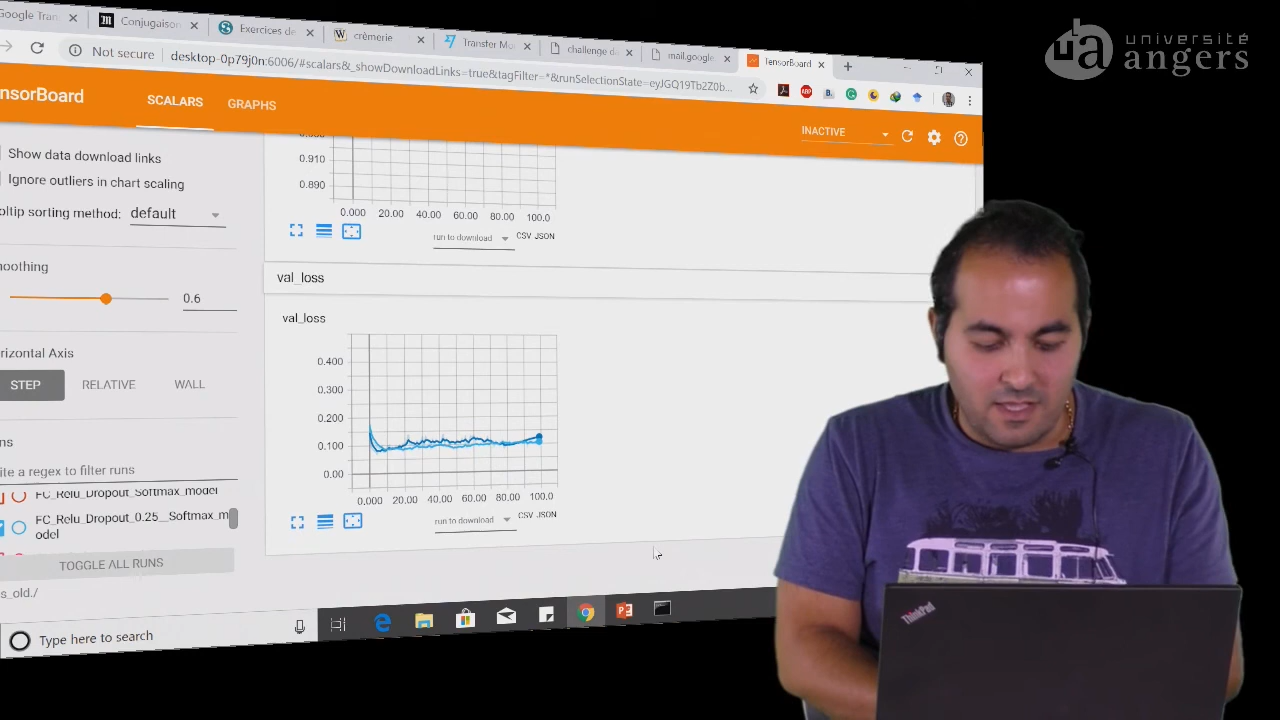 Google Tran
Conjugaison
Exercices de
crèmerie
Transfer Mo
challenge d
mail.google
TensorBoard
université
angers
Not secure
desktop-0p79j0n:6006/#scalars&_showDownloadLinks=true&tagFilter=*&runSelectionState=eyJGQ19Tb2Z0b...
nsorBoard
SCALARS
GRAPHS
INACTIVE
Show data download links
Ignore outliers in chart scaling
oltip sorting method:
default
0.910
0.890
0.000 20.00 40.00 60.00 80.00 100.0
run to download
CSV JSON
moothing
0.6
val_loss
val_loss
orizontal Axis
STEP
RELATIVE
WALL
0.400
0.300
0.200
0.100
0.00
0.000 20.00 40.00 60.00 80.00 100.0
run to download
CSV JSON
ns
ite a regex to filter runs
FC_Relu_Dropout_Softmax_model
FC_Relu_Dropout_0.25__Softmax_m
odel
TOGGLE ALL RUNS
s_old./
Type here to search
ThinkPad